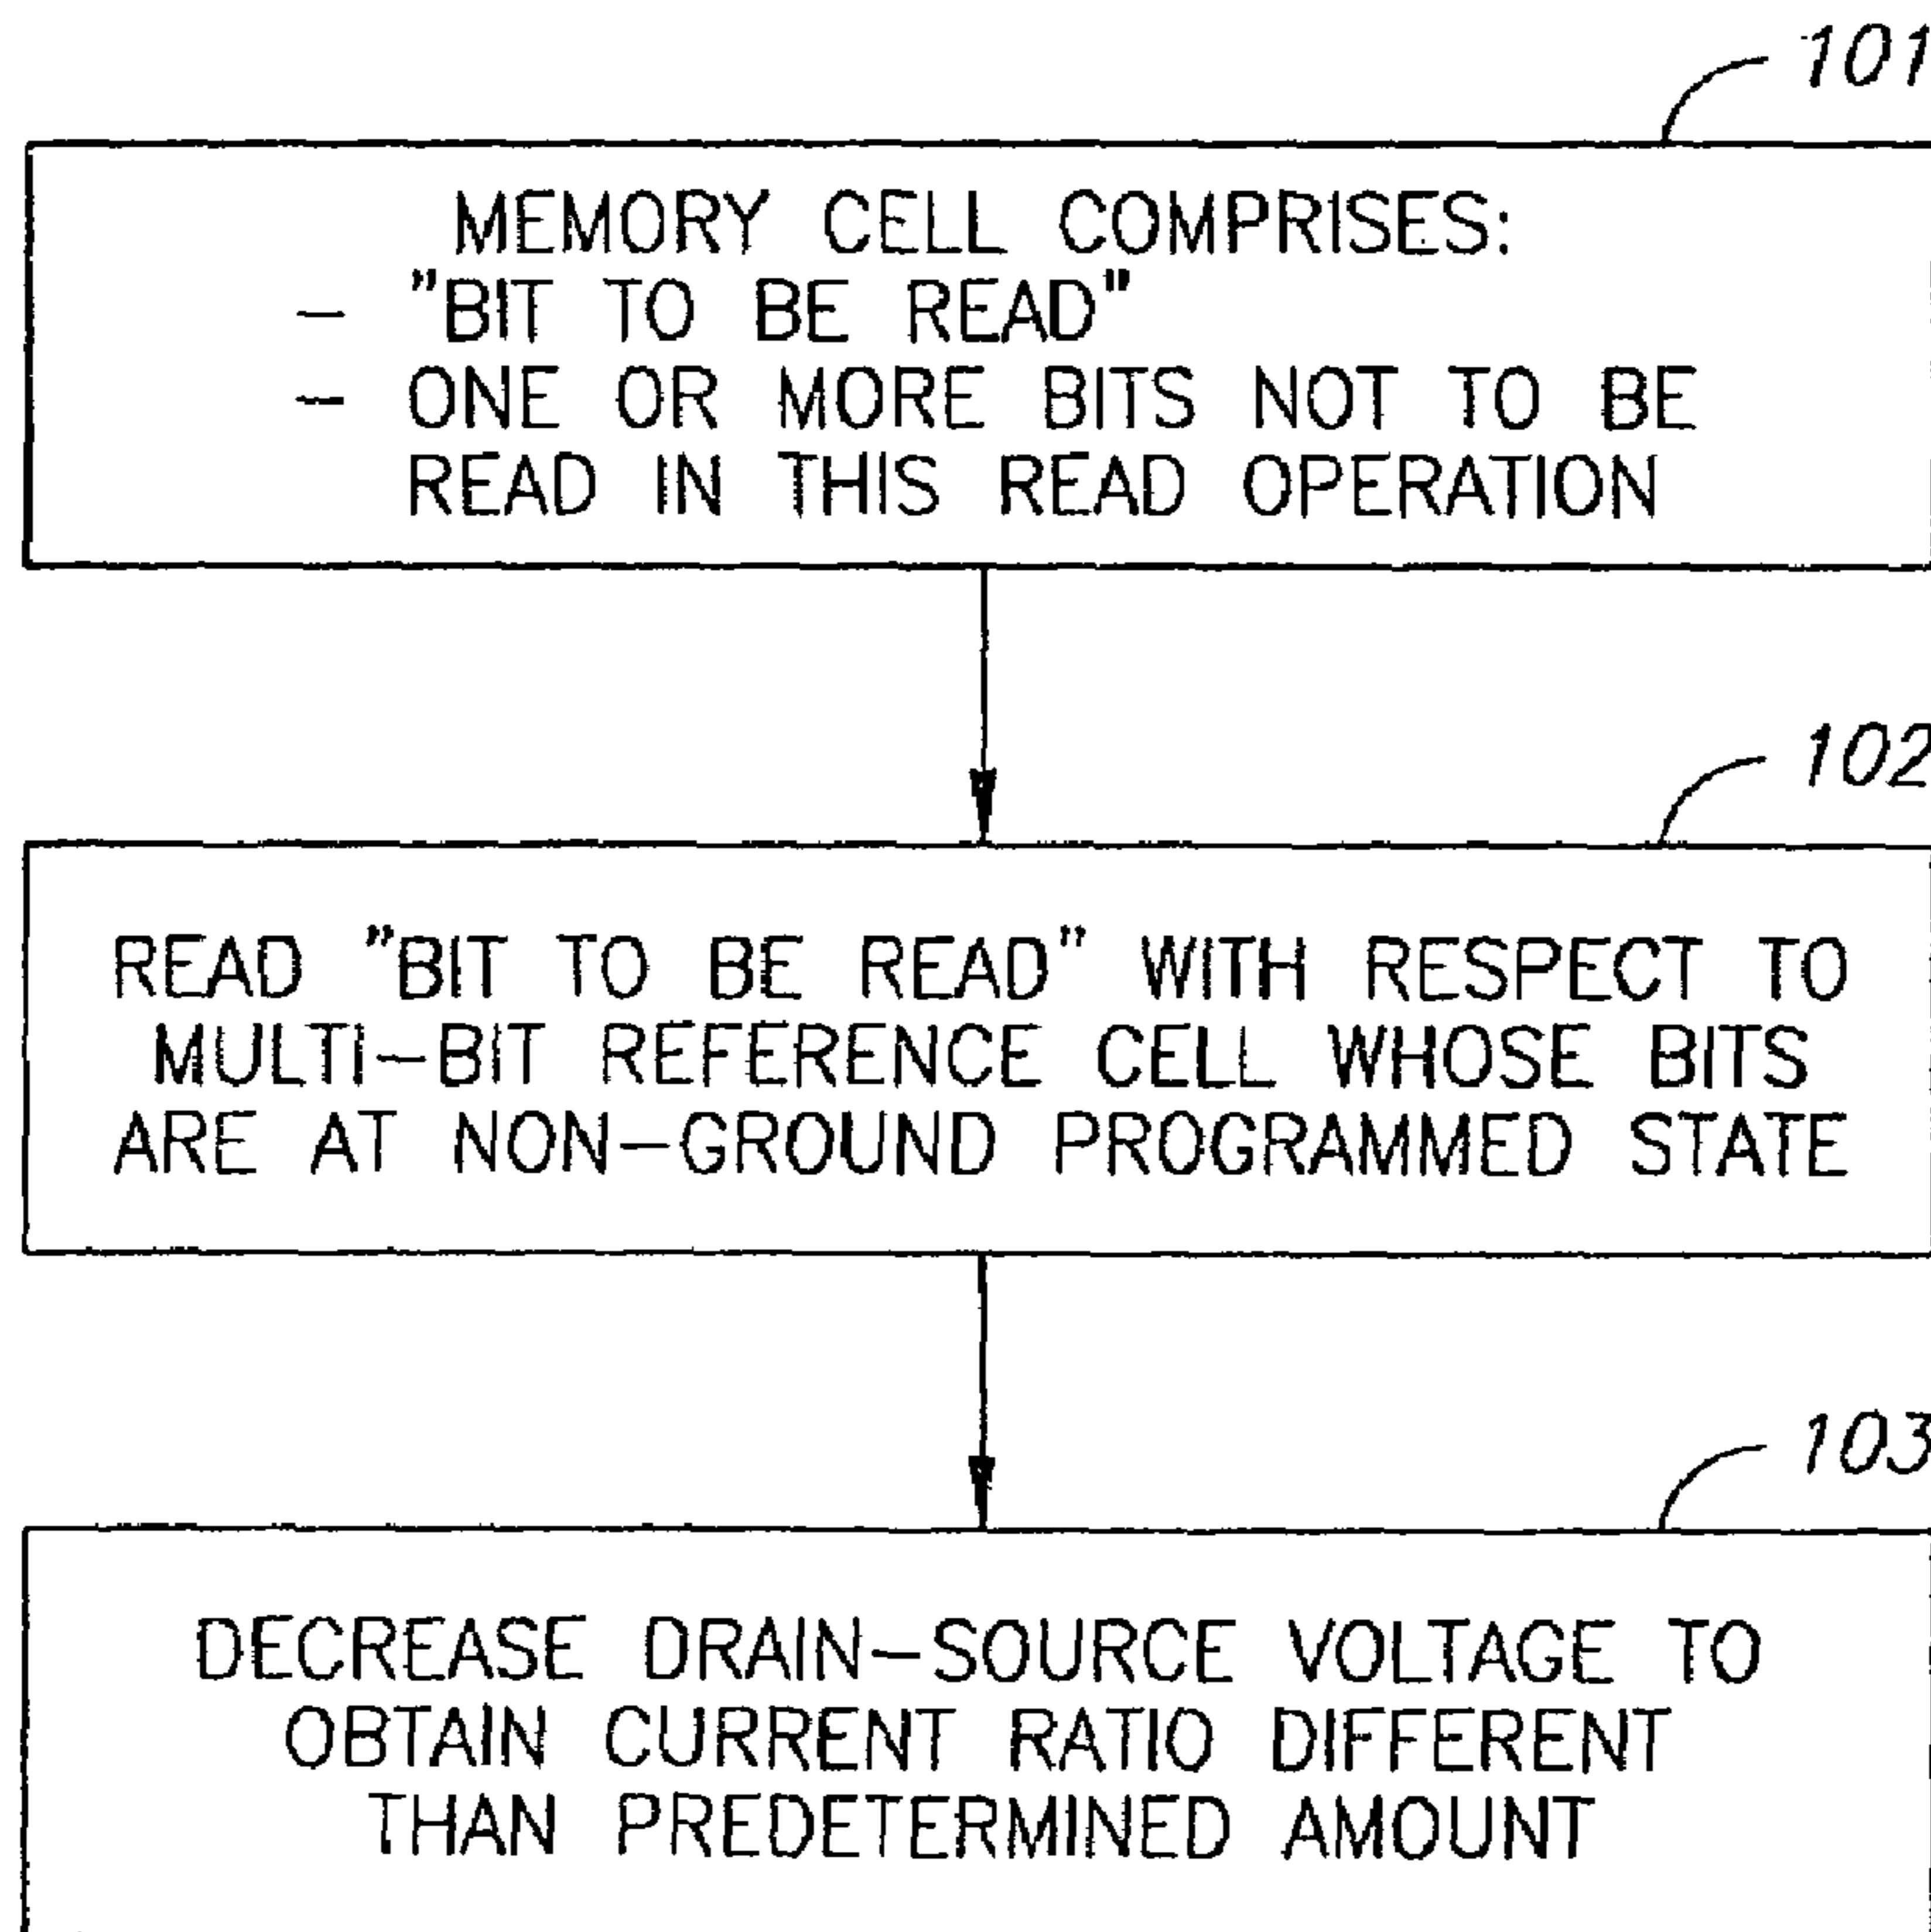 101
MEMORY CELL COMPRISES:
— "BIT TO BE READ"
— ONE OR MORE BITS NOT TO BE
READ IN THIS READ OPERATION
102
READ "BIT TO BE READ" WITH RESPECT TO
MULTI—BIT REFERENCE CELL WHOSE BITS
ARE AT NON—GROUND PROGRAMMED STATE
103
DECREASE DRAIN—SOURCE VOLTAGE TO
OBTAIN CURRENT RATIO DIFFERENT
THAN PREDETERMINED AMOUNT